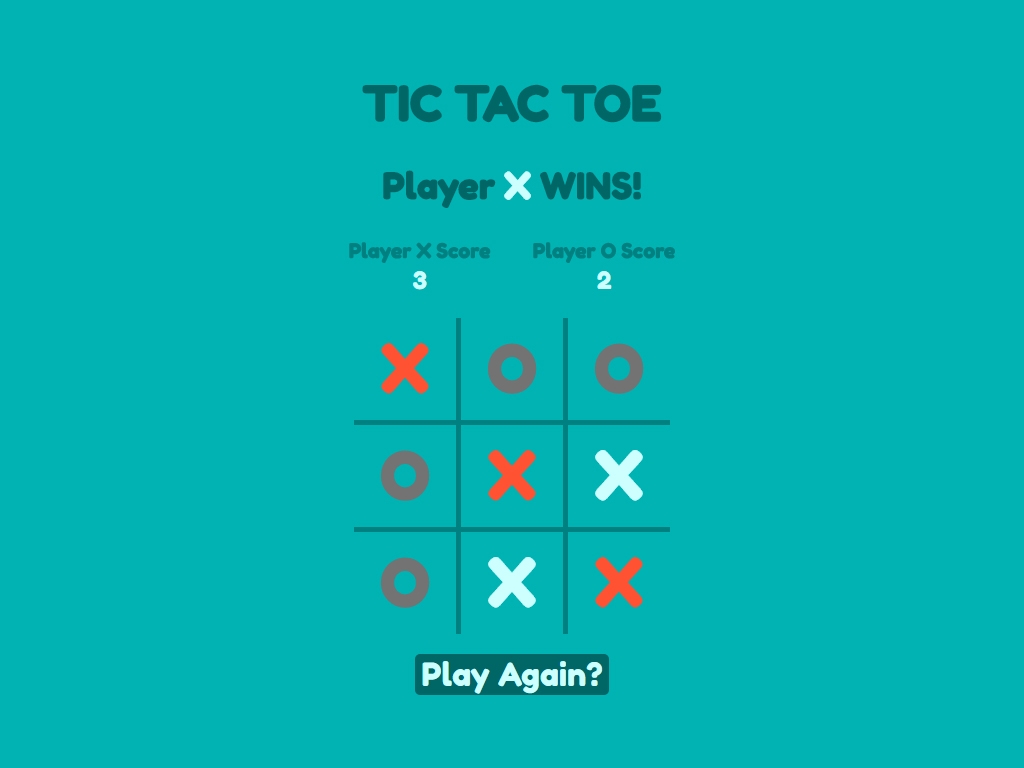 TIC TAC TOE
Player X WINS!
Player X Score Player O Score
3 2
X O O
O X X
O X X
Play Again?